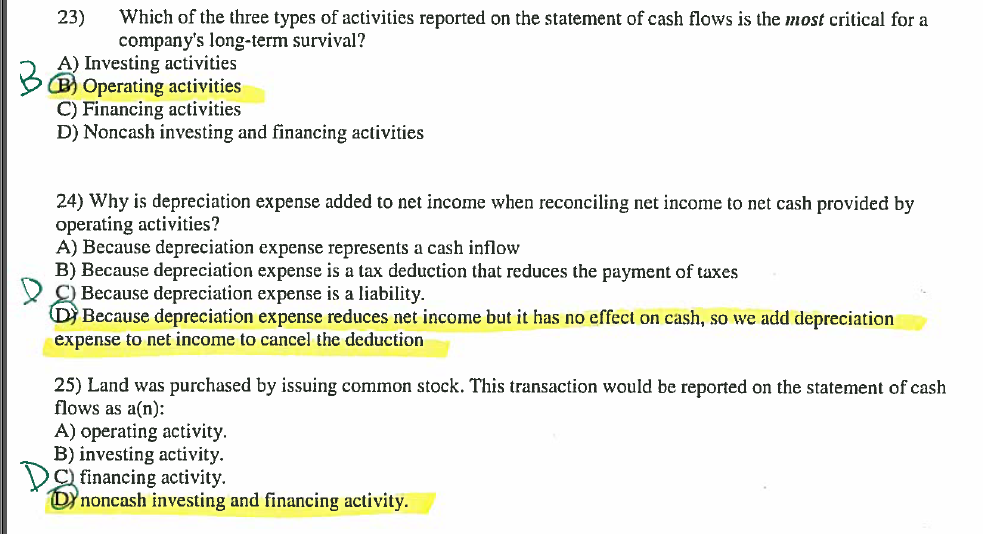 23) Which of the three types of activities reported on the statement of cash flows is the most critical for a
company's long-term survival?
A) Investing activities
B B) Operating activities
C) Financing activities
D) Noncash investing and financing activities
24) Why is depreciation expense added to net income when reconciling net income to net cash provided by
operating activities?
A) Because depreciation expense represents a cash inflow
B) Because depreciation expense is a tax deduction that reduces the payment of taxes
D C) Because depreciation expense is a liability.
D) Because depreciation expense reduces net income but it has no effect on cash, so we add depreciation
expense to net income to cancel the deduction
25) Land was purchased by issuing common stock. This transaction would be reported on the statement of cash
flows as a(n):
A) operating activity.
B) investing activity.
D C) financing activity.
D) noncash investing and financing activity.